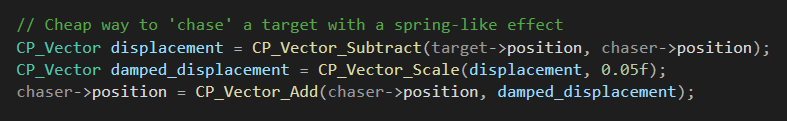 // Cheap way to 'chase' a target with a spring-like effect
CP_Vector displacement = CP_Vector_Subtract(target->position, chaser->position);
CP_Vector damped_displacement = CP_Vector_Scale(displacement, 0.05f);
chaser->position = CP_Vector_Add(chaser->position, damped_displacement);